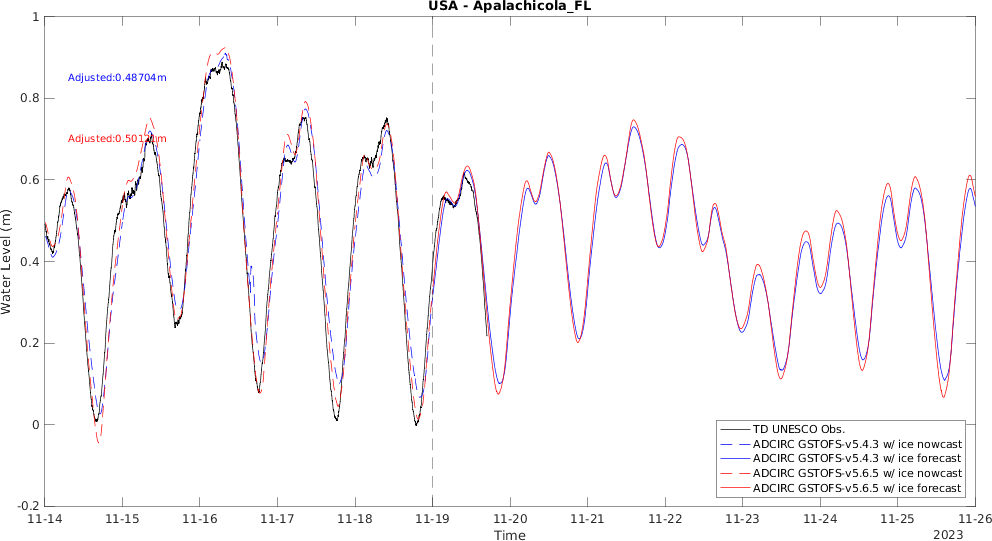 USA - Apalachicola_FL
1
0.8
0.6
0.4
0.2
0
-0.2
Water Level (m)
Adjusted:0.48704m
TD UNESCO Obs.
ADCIRC GSTOFS-v5.4.3 w/ ice nowcast
ADCIRC GSTOFS-v5.4.3 w/ ice forecast
ADCIRC GSTOFS-v5.6.5 w/ ice nowcast
ADCIRC GSTOFS-v5.6.5 w/ ice forecast
11-14 11-15 11-16 11-17 11-18 11-19 11-20 11-21 11-22 11-23 11-24 11-25 11-26
Time
2023